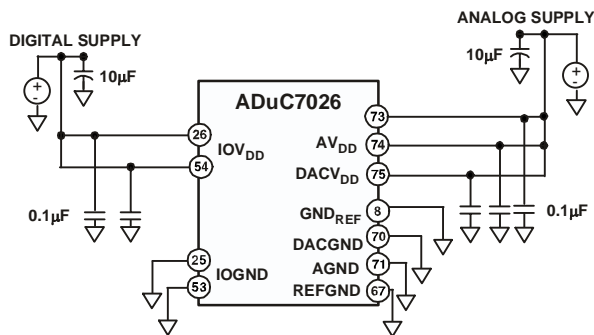 ANALOG SUPPLY
DIGITAL SUPPLY
10µF
+
-
10µF
+
-
ADuC7026
73
26
IOVDD
AVDD
74
54
DACVDD
75
0.1µF
GNDREF
8
0.1µF
DACGND
70
25
IOGND
AGND
71
53
REFGND
67